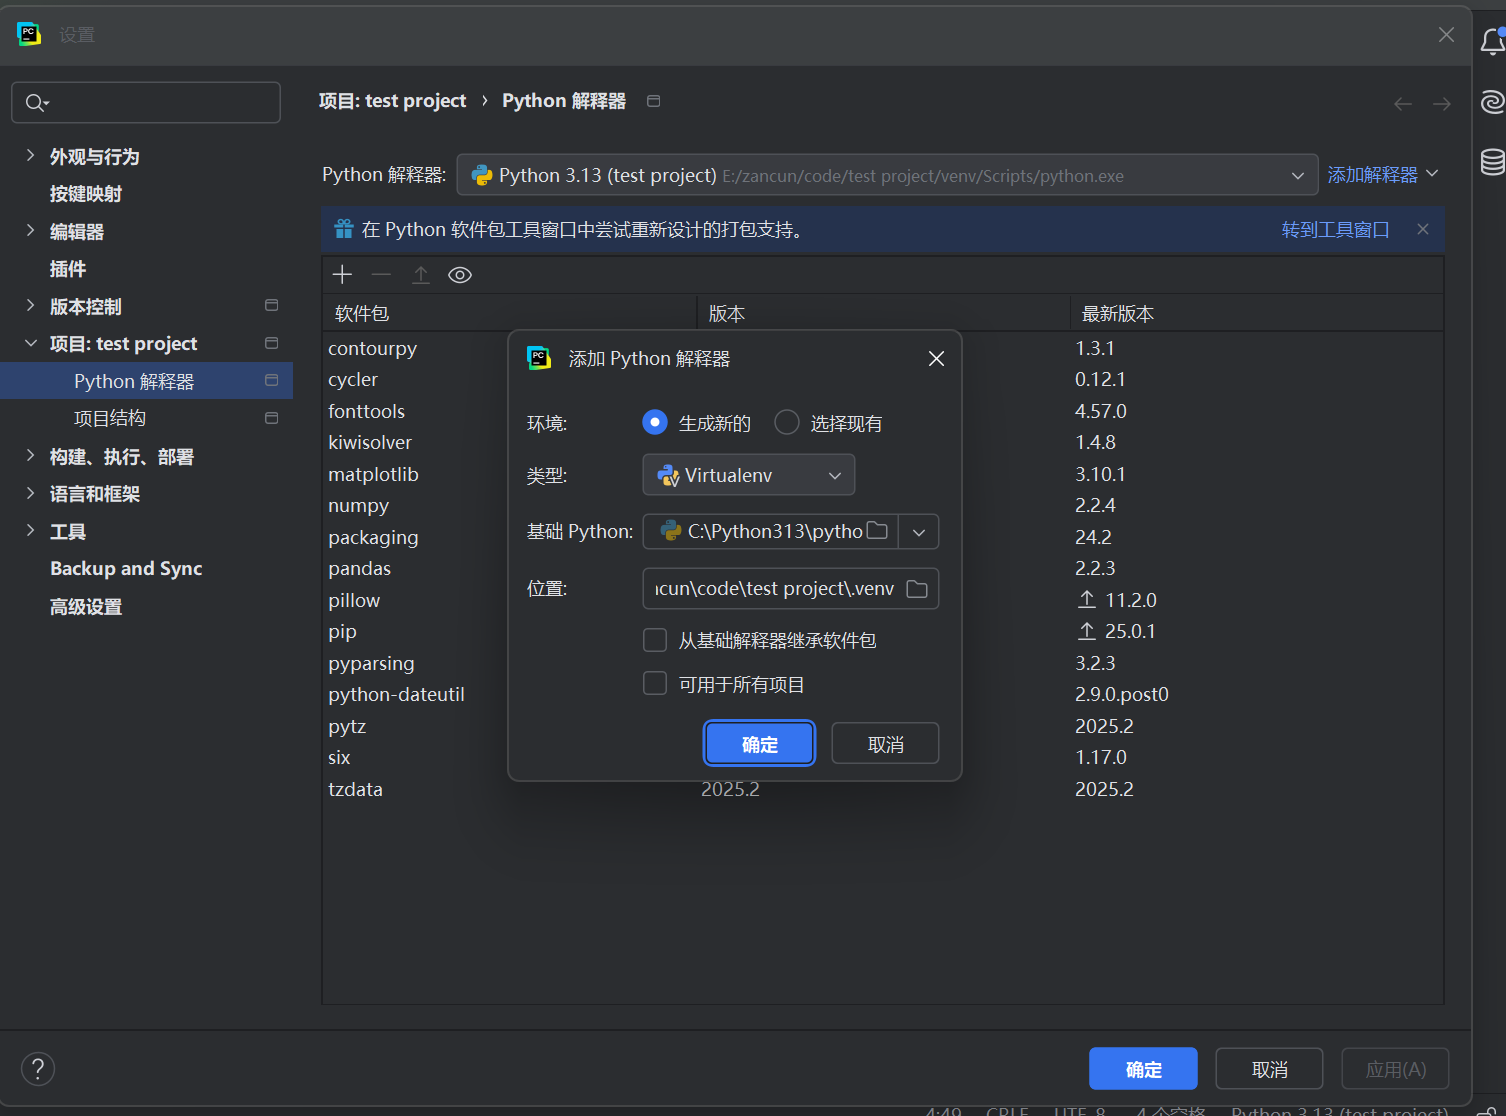 设置
项目: test project › Python 解释器
外观与行为
按键映射
编辑器
插件
版本控制
项目: test project
Python 解释器
项目结构
构建、执行、部署
语言和框架
工具
Backup and Sync
高级设置
Python 解释器: Python 3.13 (test project) E:/zancun/code/test project/venv/Scripts/python.exe 添加解释器
在 Python 软件包工具窗口中尝试重新设计的打包支持。 转到工具窗口
软件包 版本 最新版本
contourpy 1.3.1
cycler 0.12.1
fonttools 4.57.0
kiwisolver 1.4.8
matplotlib 3.10.1
numpy 2.2.4
packaging 24.2
pandas 2.2.3
pillow 11.2.0
pip 25.0.1
pyparsing 3.2.3
python-dateutil 2.9.0.post0
pytz 2025.2
six 1.17.0
tzdata 2025.2 2025.2
PC 添加 Python 解释器
环境: 生成新的 选择现有
类型: Virtualenv
基础 Python: C:\Python313\pytho
位置: ncun\code\test project\.venv
从基础解释器继承软件包
可用于所有项目
确定 取消
? 确定 取消 应用(A)
4:49 CRLF UTF-8 4 个空格 Python 3.13 (test project)